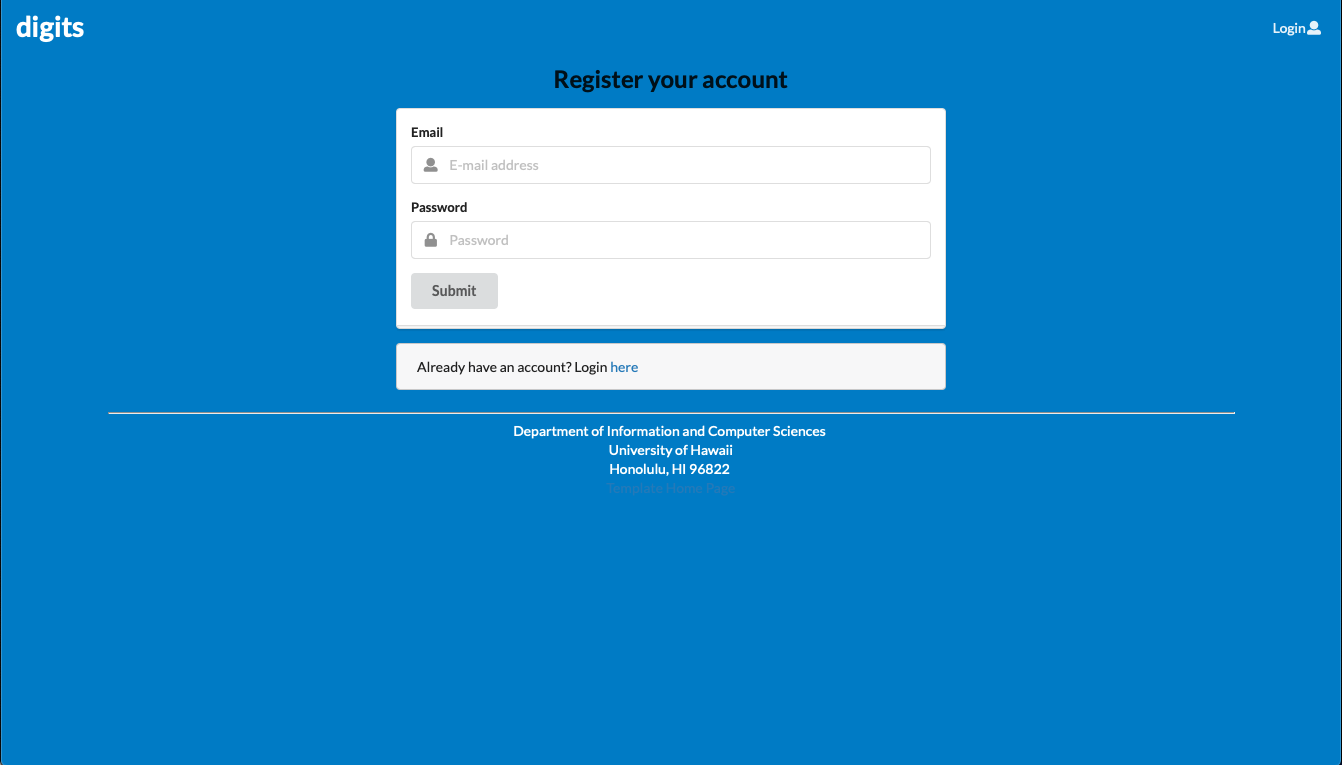 digits
Login
Register your account
Email
E-mail address
Password
Password
Submit
Already have an account? Login here
Department of Information and Computer Sciences
University of Hawaii
Honolulu, HI 96822
Template Home Page